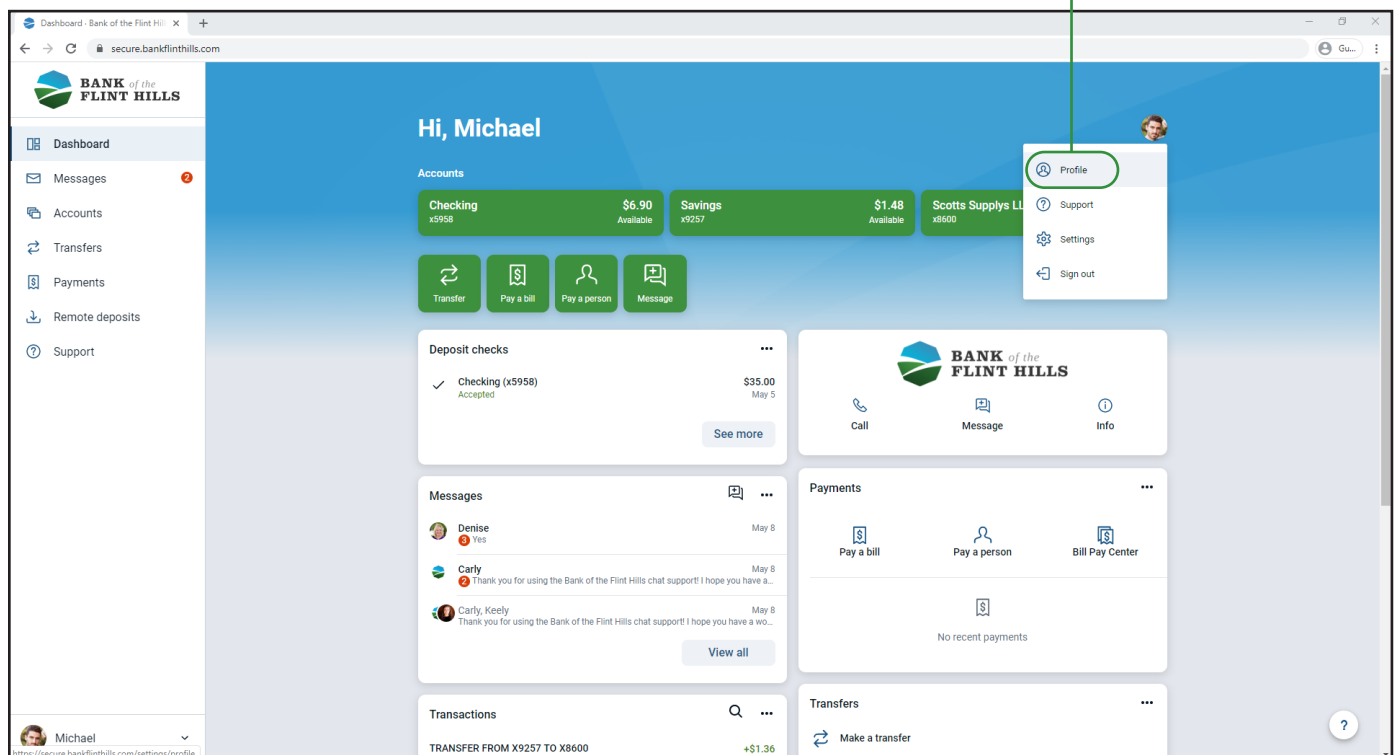 Dashboard - Bank of the Flint Hill
secure.bankflinthills.com
Gu...
BANK of the
FLINT HILLS
Dashboard
Messages 2
Accounts
Transfers
Payments
Remote deposits
Support
Michael
https://secure.bankflinthills.com/settings/profile
Hi, Michael
Profile
Support
Settings
Sign out
Accounts
Checking $6.90
x5958 Available
Savings $1.48
x9257 Available
Scotts Supplys LL
x8600
Transfer
Pay a bill
Pay a person
Message
Deposit checks
Checking (x5958) $35.00
Accepted May 5
See more
BANK of the
FLINT HILLS
Call Message Info
Messages
Denise May 8
3 Yes
Carly May 8
2 Thank you for using the Bank of the Flint Hills chat support! I hope you have a...
Carly, Keely May 8
Thank you for using the Bank of the Flint Hills chat support! I hope you have a wo...
View all
Payments
Pay a bill Pay a person Bill Pay Center
No recent payments
Transactions
TRANSFER FROM X9257 TO X8600 +$1.36
Transfers
Make a transfer
?